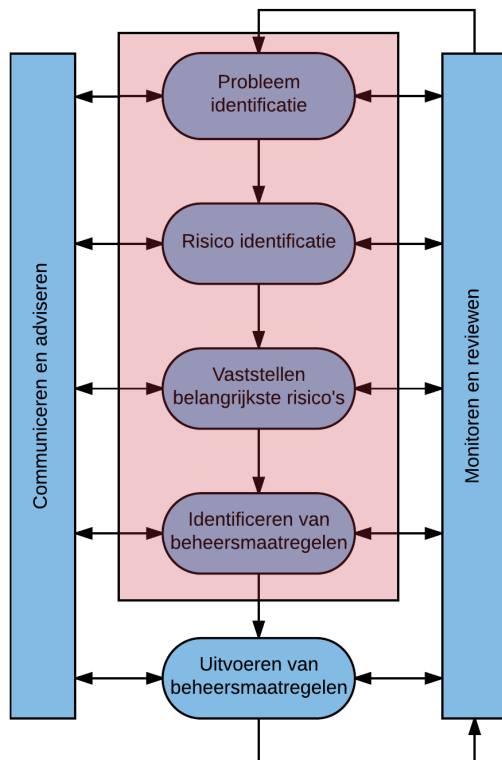 Communiceren en adviseren
Probleem
identificatie
Risico identificatie
Vaststellen
belangrijkste risico's
Identificeren van
beheersmaatregelen
Uitvoeren van
beheersmaatregelen
Monitoren en reviewen